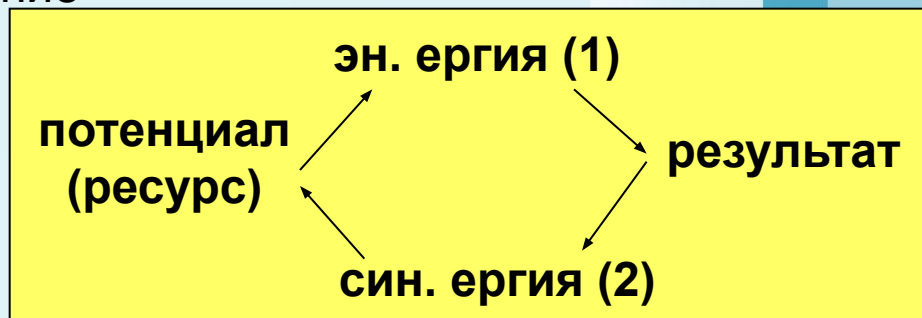 эн. ергия (1)
потенциал
(ресурс)
результат
син. ергия (2)